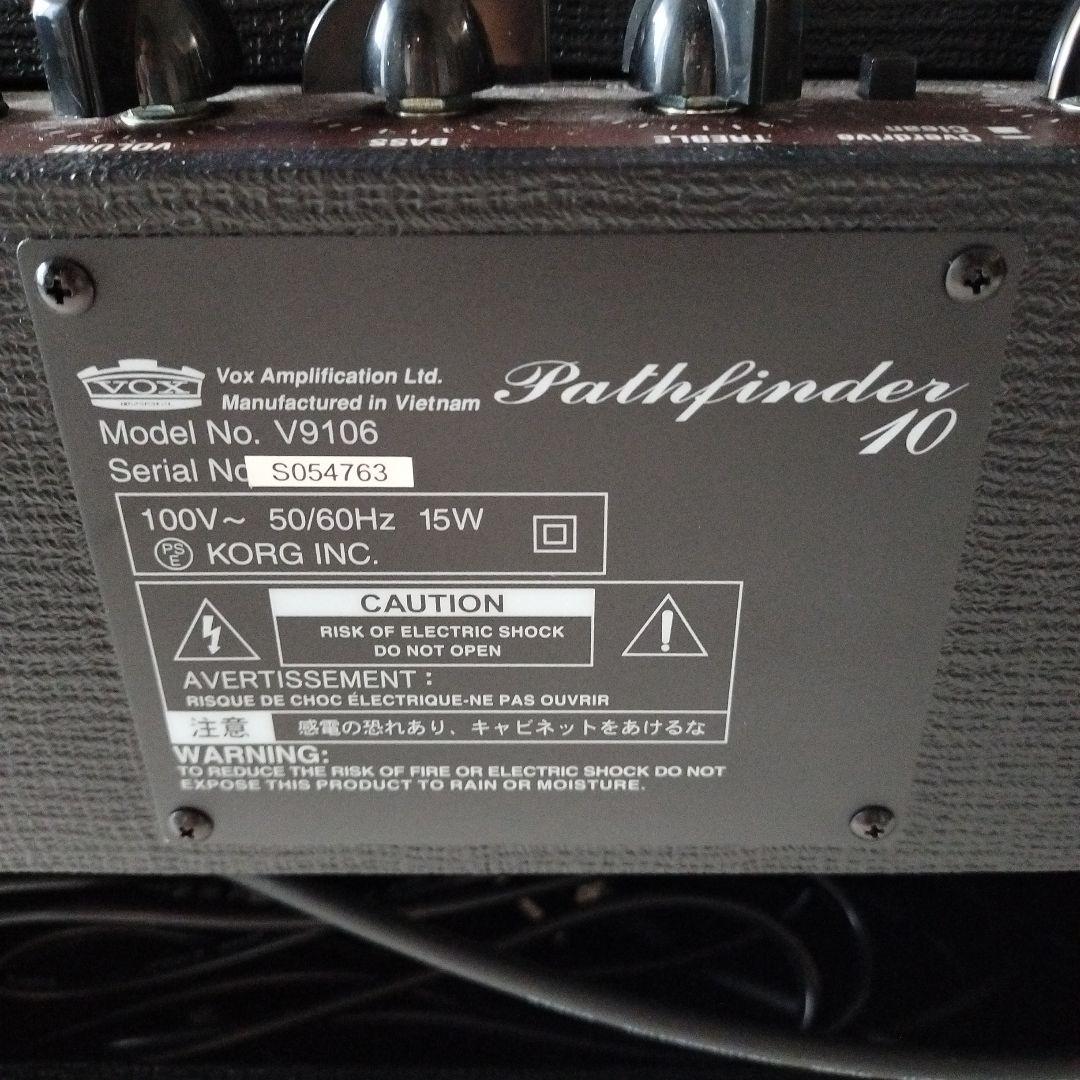 VOLUME BASS TREBLE Overdrive
Clean
VOX
Vox Amplification Ltd.
Manufactured in Vietnam
Pathfinder
10
Model No. V9106
Serial No S054763
100V~ 50/60Hz 15W
PSE KORG INC.
CAUTION
RISK OF ELECTRIC SHOCK
DO NOT OPEN
AVERTISSEMENT :
RISQUE DE CHOC ÉLECTRIQUE-NE PAS OUVRIR
注意 感電の恐れあり、キャビネットをあけるな
WARNING:
TO REDUCE THE RISK OF FIRE OR ELECTRIC SHOCK DO NOT
EXPOSE THIS PRODUCT TO RAIN OR MOISTURE.